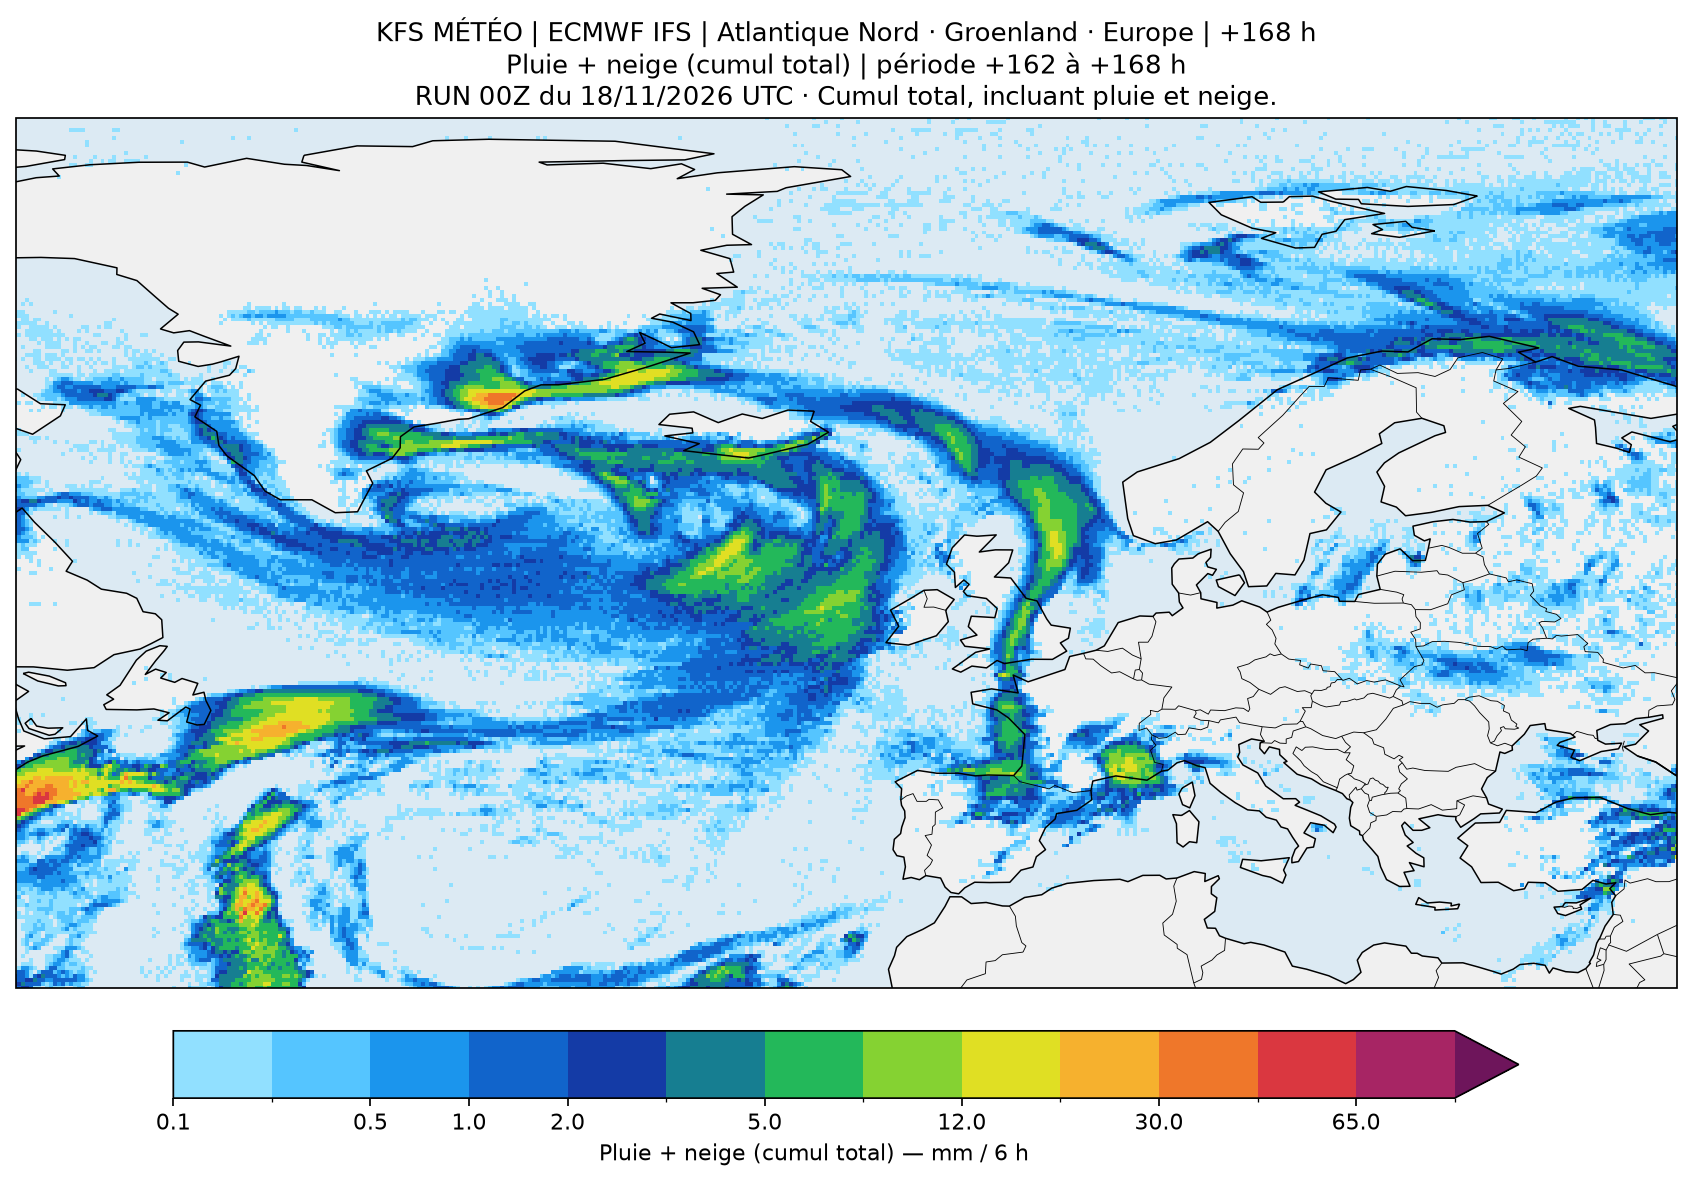 KFS MÉTÉO | ECMWF IFS | Atlantique Nord · Groenland · Europe | +168 h
Pluie + neige (cumul total) | période +162 à +168 h
RUN 00Z du 18/11/2026 UTC · Cumul total, incluant pluie et neige.
0.1 0.5 1.0 2.0 5.0 12.0 30.0 65.0
Pluie + neige (cumul total) — mm / 6 h